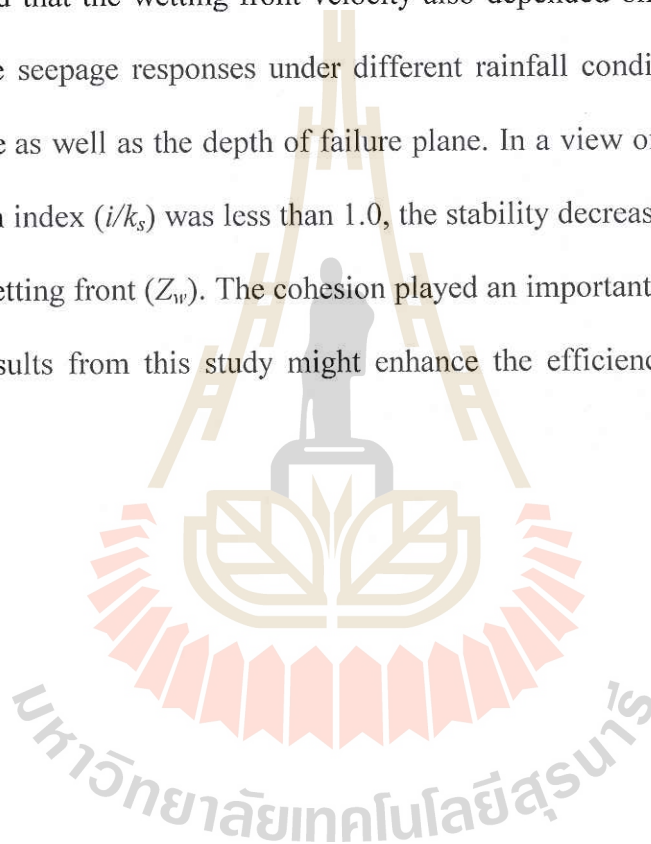 that the wetting front velocity also depended on
seepage responses under different rainfall condi
as well as the depth of failure plane. In a view of
index (i/kₛ) was less than 1.0, the stability decreas
etting front (Z_w). The cohesion played an important
sults from this study might enhance the efficienc
มหาวิทยาลัยเทคโนโลยีสุรนารี